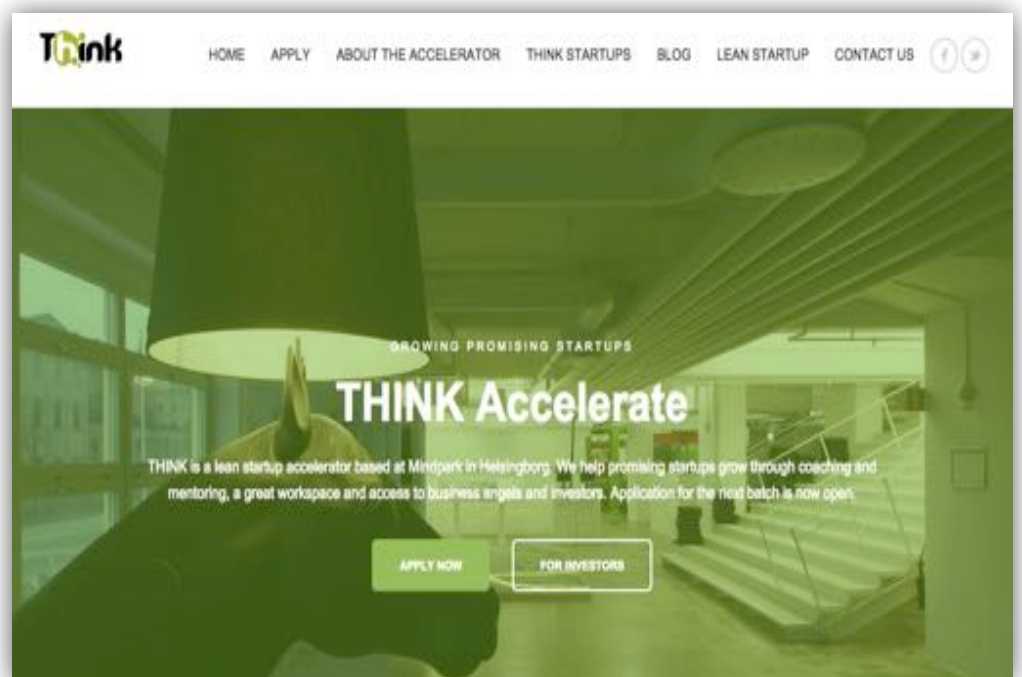 Think
HOME APPLY ABOUT THE ACCELERATOR THINK STARTUPS BLOG LEAN STARTUP CONTACT US
GROWING PROMISING STARTUPS
THINK Accelerate
THINK is a lean startup accelerator based at Mindpark in Helsingborg. We help promising startups grow through coaching and
mentoring, a great workspace and access to business angels and investors. Application for the next batch is now open.
APPLY NOW FOR INVESTORS